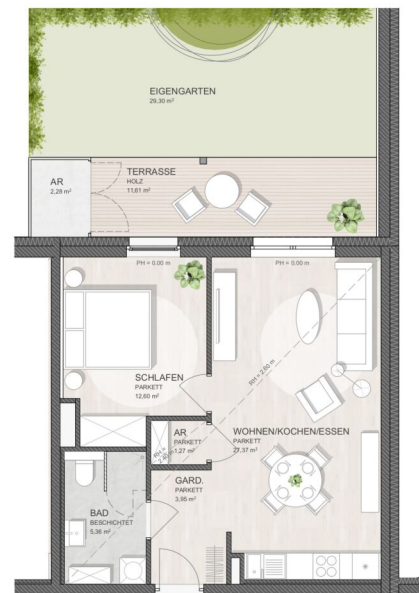 EIGENGARTEN
29,30 m²
TERRASSE
HOLZ
11,61 m²
AR
2,28 m²
PH = 0.00 m
PH = 0.00 m
SCHLAFEN
PARKETT
12,60 m²
RH = 2.60 m
AR
PARKETT
1,27 m²
WOHNEN/KOCHEN/ESSEN
PARKETT
27,37 m²
GARD.
PARKETT
3,95 m²
BAD
BESCHICHTET
5,36 m²